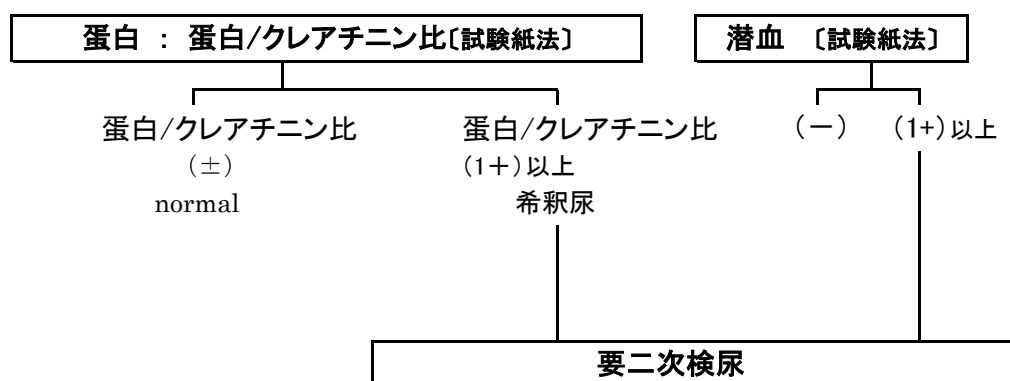 蛋白 : 蛋白/クレアチニン比〔試験紙法〕
潜血 〔試験紙法〕
蛋白/クレアチニン比
(±)
normal
蛋白/クレアチニン比
(1+)以上
希釈尿
(-)
(1+)以上
要二次検尿